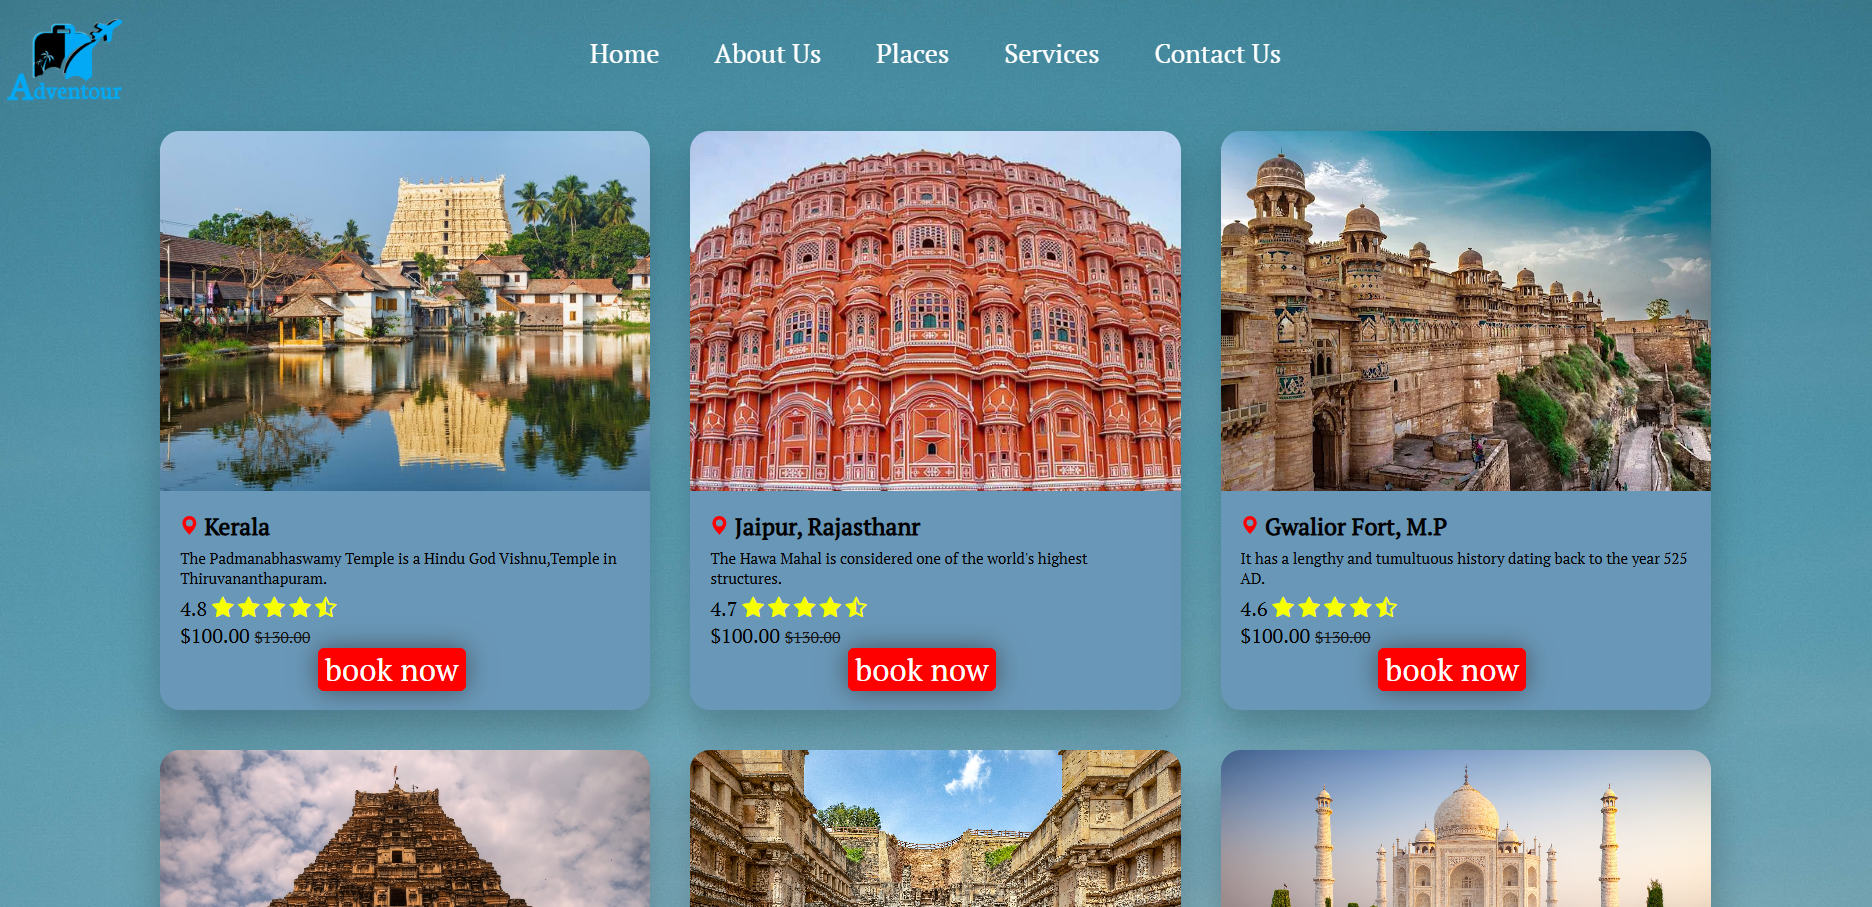 Adventour
Home About Us Places Services Contact Us
Kerala
The Padmanabhaswamy Temple is a Hindu God Vishnu,Temple in
Thiruvananthapuram.
4.8
$100.00 $130.00
book now
Jaipur, Rajasthanr
The Hawa Mahal is considered one of the world's highest
structures.
4.7
$100.00 $130.00
book now
Gwalior Fort, M.P
It has a lengthy and tumultuous history dating back to the year 525
AD.
4.6
$100.00 $130.00
book now